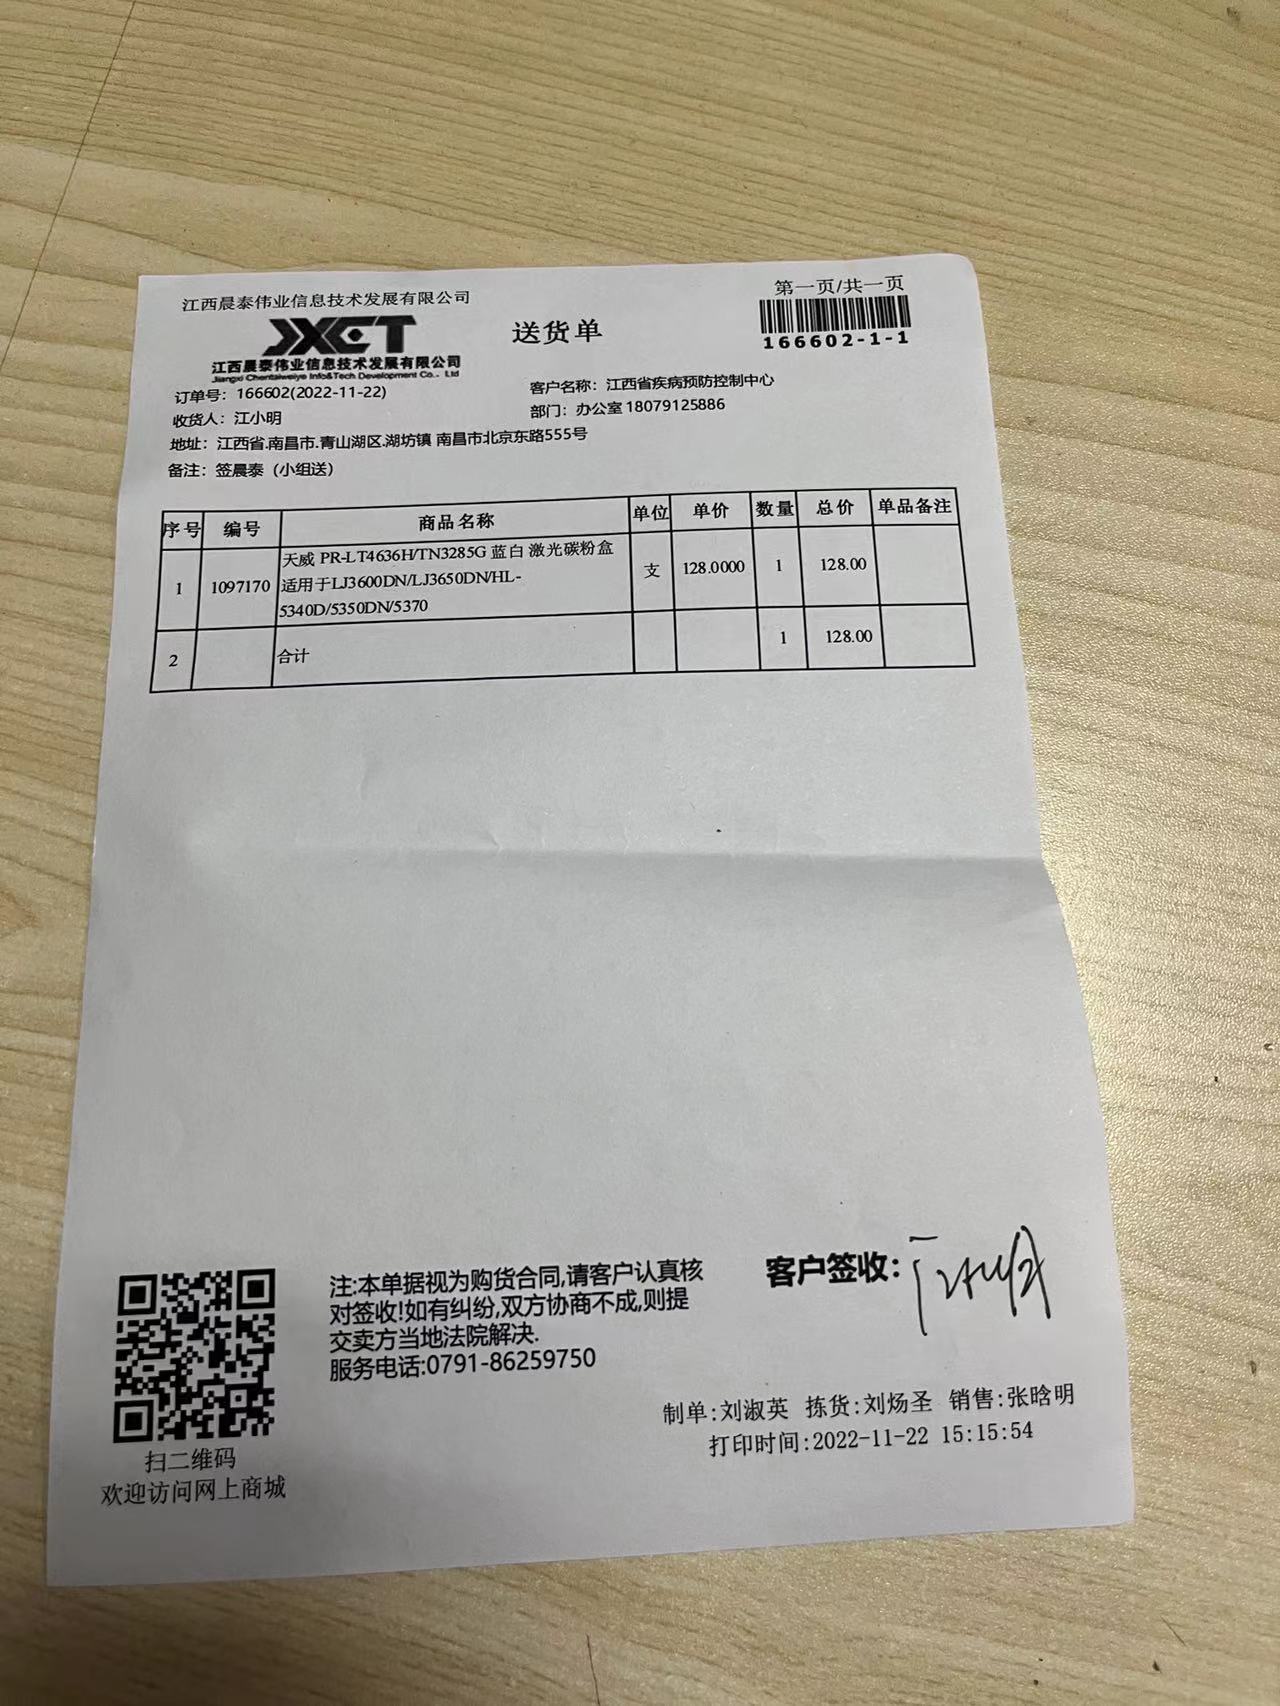 江西晨泰伟业信息技术发展有限公司
第一页/共一页
JXCT
江西晨泰伟业信息技术发展有限公司
Jiangxi Chentaiweiye Info&Tech Development Co., Ltd
送货单
166602-1-1
订单号：166602(2022-11-22)
客户名称：江西省疾病预防控制中心
收货人：江小明
部门：办公室 18079125886
地址：江西省.南昌市.青山湖区.湖坊镇 南昌市北京东路555号
备注：签晨泰（小组送）
序号 编号 商品名称 单位 单价 数量 总价 单品备注
1 1097170 天威 PR-LT4636H/TN3285G 蓝白 激光碳粉盒 支 128.0000 1 128.00
适用于LJ3600DN/LJ3650DN/HL-
5340D/5350DN/5370
2 合计 1 128.00
注:本单据视为购货合同,请客户认真核
对签收!如有纠纷,双方协商不成,则提
交卖方当地法院解决.
服务电话:0791-86259750
客户签收:
扫二维码
欢迎访问网上商城
制单:刘淑英 拣货:刘炀圣 销售:张晗明
打印时间:2022-11-22 15:15:54